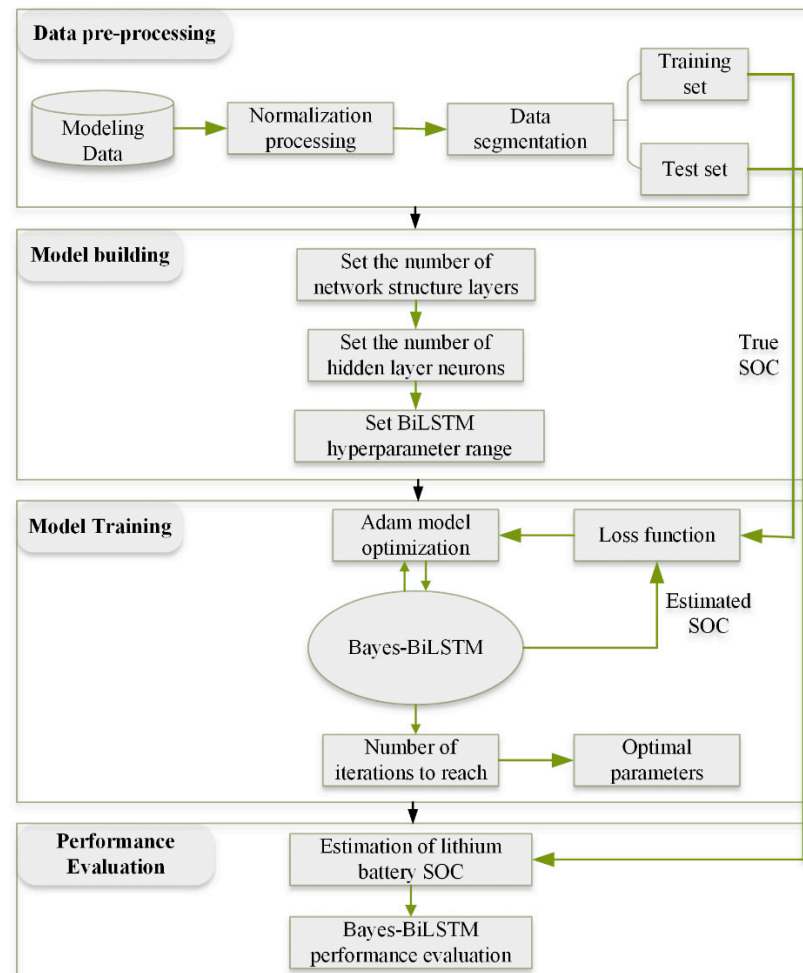 Data pre-processing
Modeling
Data
Normalization
processing
Data
segmentation
Training
set
Test set
Model building
Set the number of
network structure layers
Set the number of
hidden layer neurons
Set BiLSTM
hyperparameter range
True
SOC
Model Training
Adam model
optimization
Loss function
Estimated
SOC
Bayes-BiLSTM
Number of
iterations to reach
Optimal
parameters
Performance
Evaluation
Estimation of lithium
battery SOC
Bayes-BiLSTM
performance evaluation